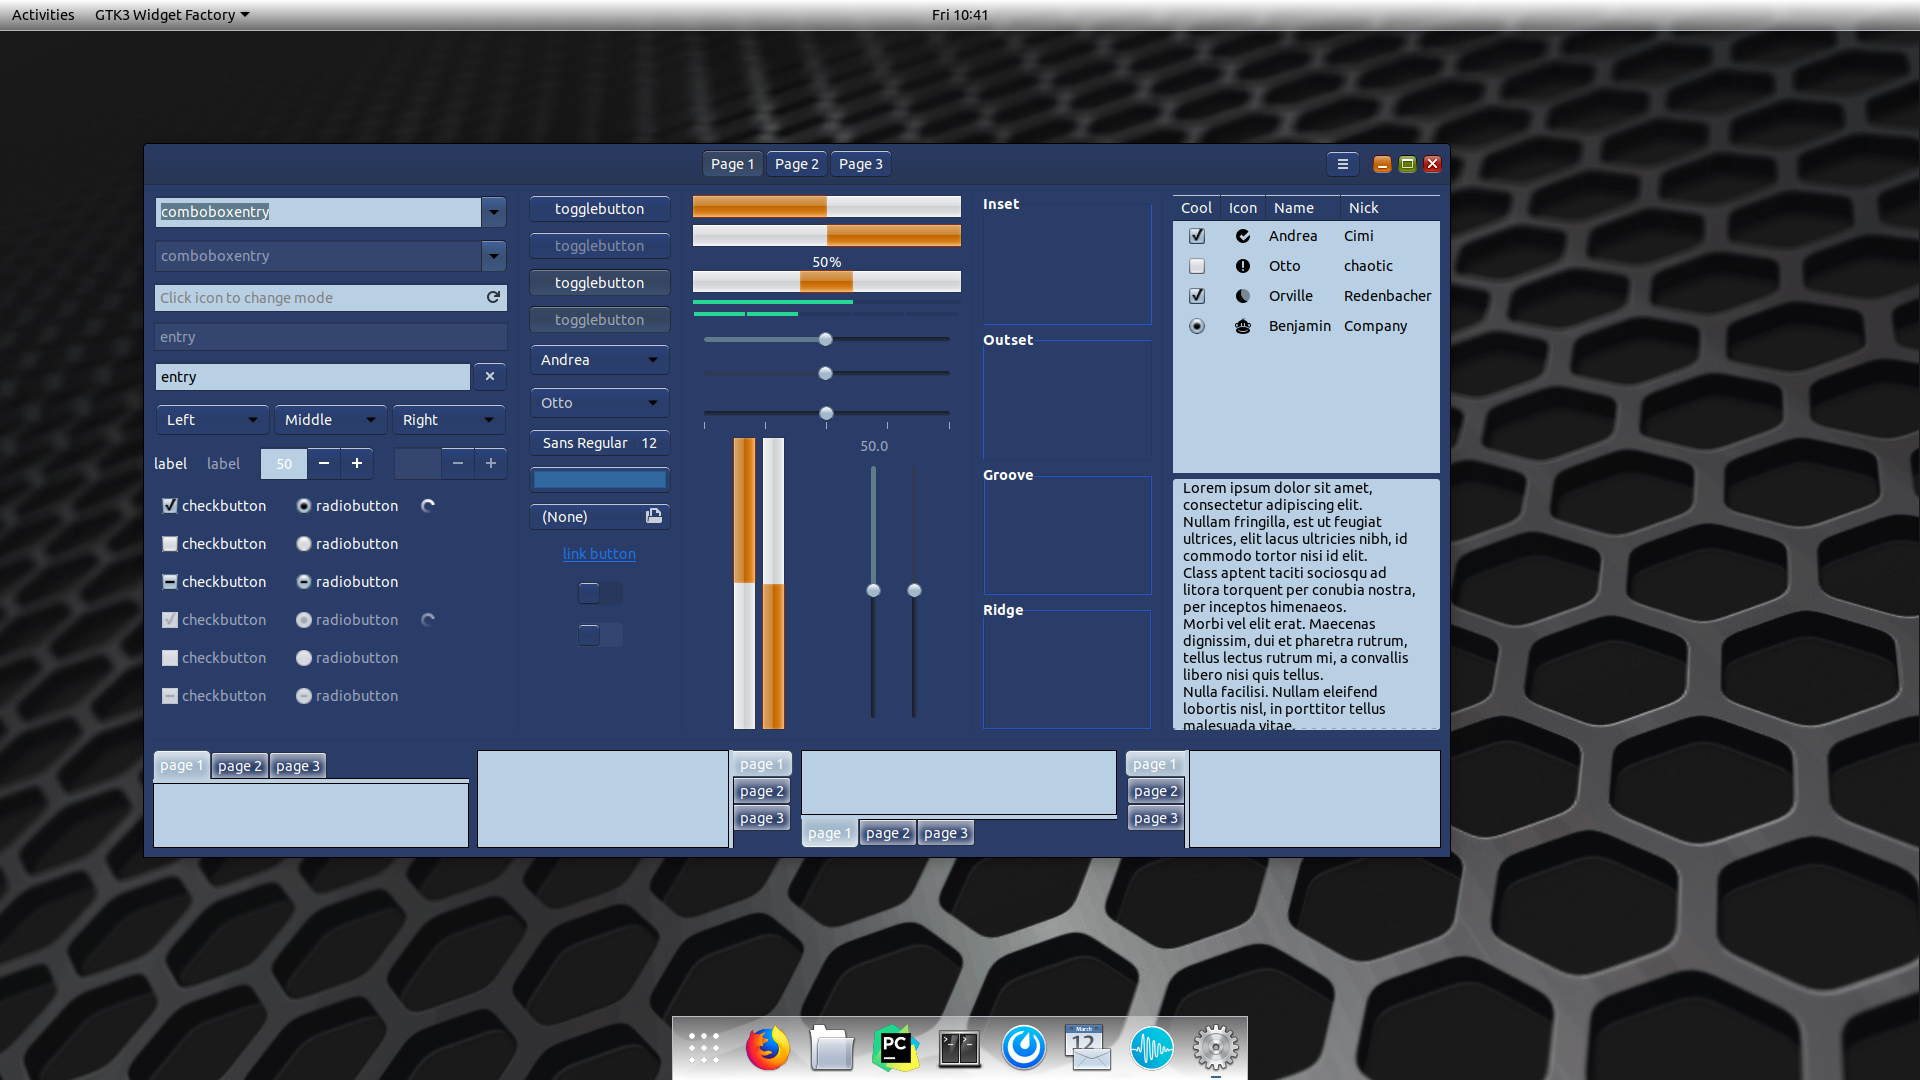 Activities
GTK3 Widget Factory
Fri 10:41
Page 1
Page 2
Page 3
comboboxentry
comboboxentry
Click icon to change mode
entry
entry
Left
Middle
Right
label
label
50
checkbutton
radiobutton
checkbutton
radiobutton
checkbutton
radiobutton
checkbutton
radiobutton
checkbutton
radiobutton
checkbutton
radiobutton
togglebutton
togglebutton
togglebutton
togglebutton
Andrea
Otto
Sans Regular 12
(None)
link button
50%
50.0
Inset
Outset
Groove
Ridge
Cool Icon Name Nick
Andrea Cimi
Otto chaotic
Orville Redenbacher
Benjamin Company
Lorem ipsum dolor sit amet,
consectetur adipiscing elit.
Nullam fringilla, est ut feugiat
ultrices, elit lacus ultricies nibh, id
commodo tortor nisi id elit.
Class aptent taciti sociosqu ad
litora torquent per conubia nostra,
per inceptos himenaeos.
Morbi vel elit erat. Maecenas
dignissim, dui et pharetra rutrum,
tellus lectus rutrum mi, a convallis
libero nisi quis tellus.
Nulla facilisi. Nullam eleifend
lobortis nisl, in porttitor tellus
malesuada vitae.
page 1
page 2
page 3
page 1
page 2
page 3
page 1
page 2
page 3
page 1
page 2
page 3
PC
March
12